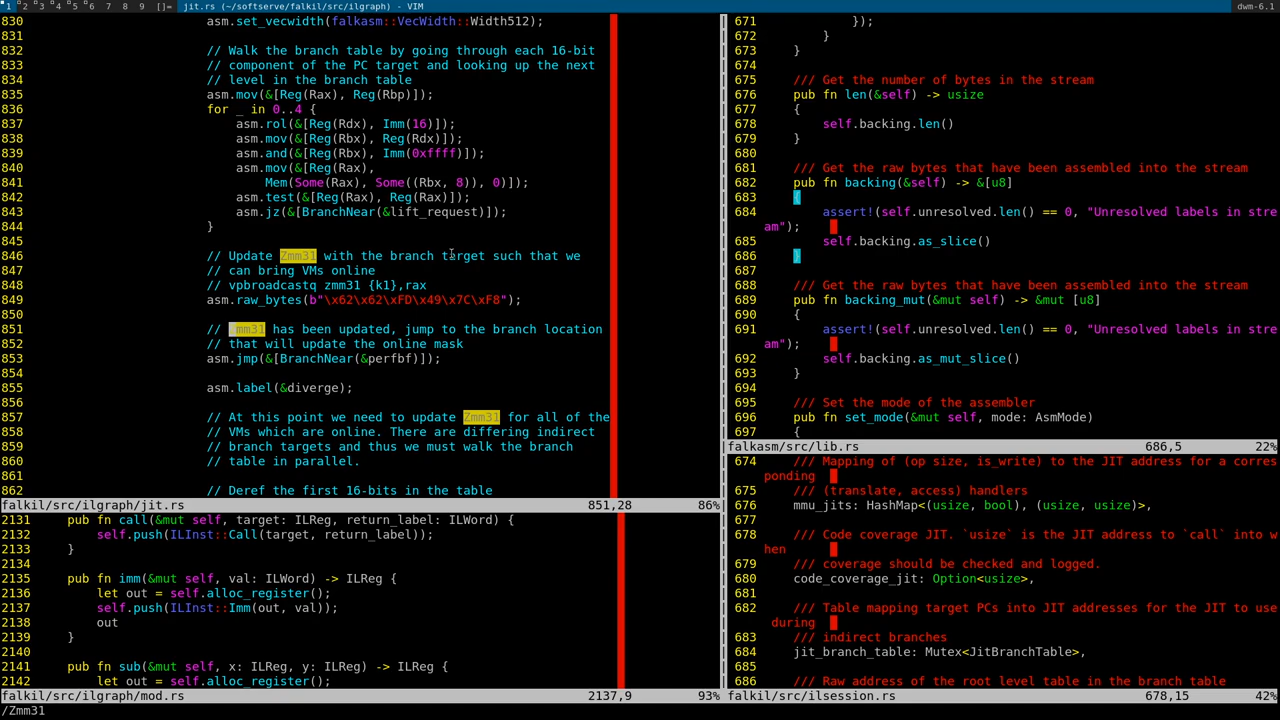 1 2 3 4 5 6 7 8 9 []= jit.rs (~/softserve/falkil/src/ilgraph) - VIM dwm-6.1
830 asm.set_vecwidth(falkasm::VecWidth::Width512);
831
832 // Walk the branch table by going through each 16-bit
833 // component of the PC target and looking up the next
834 // level in the branch table
835 asm.mov(&[Reg(Rax), Reg(Rbp)]);
836 for _ in 0..4 {
837 asm.rol(&[Reg(Rdx), Imm(16)]);
838 asm.mov(&[Reg(Rbx), Reg(Rdx)]);
839 asm.and(&[Reg(Rbx), Imm(0xffff)]);
840 asm.mov(&[Reg(Rax),
841 Mem(Some(Rax), Some((Rbx, 8)), 0)]);
842 asm.test(&[Reg(Rax), Reg(Rax)]);
843 asm.jz(&[BranchNear(&lift_request)]);
844 }
845
846 // Update Zmm31 with the branch target such that we
847 // can bring VMs online
848 // vpbroadcastq zmm31 {k1},rax
849 asm.raw_bytes(b"\x62\x62\xFD\x49\x7C\xF8");
850
851 // Zmm31 has been updated, jump to the branch location
852 // that will update the online mask
853 asm.jmp(&[BranchNear(&perfbf)]);
854
855 asm.label(&diverge);
856
857 // At this point we need to update Zmm31 for all of the
858 // VMs which are online. There are differing indirect
859 // branch targets and thus we must walk the branch
860 // table in parallel.
861
862 // Deref the first 16-bits in the table
falkil/src/ilgraph/jit.rs 851,28 86%
2131 pub fn call(&mut self, target: ILReg, return_label: ILWord) {
2132 self.push(ILInst::Call(target, return_label));
2133 }
2134
2135 pub fn imm(&mut self, val: ILWord) -> ILReg {
2136 let out = self.alloc_register();
2137 self.push(ILInst::Imm(out, val));
2138 out
2139 }
2140
2141 pub fn sub(&mut self, x: ILReg, y: ILReg) -> ILReg {
2142 let out = self.alloc_register();
falkil/src/ilgraph/mod.rs 2137,9 93%
/Zmm31
671 });
672 }
673 }
674
675 /// Get the number of bytes in the stream
676 pub fn len(&self) -> usize
677 {
678 self.backing.len()
679 }
680
681 /// Get the raw bytes that have been assembled into the stream
682 pub fn backing(&self) -> &[u8]
683 {
684 assert!(self.unresolved.len() == 0, "Unresolved labels in stre
am");
685 self.backing.as_slice()
686 }
687
688 /// Get the raw bytes that have been assembled into the stream
689 pub fn backing_mut(&mut self) -> &mut [u8]
690 {
691 assert!(self.unresolved.len() == 0, "Unresolved labels in stre
am");
692 self.backing.as_mut_slice()
693 }
694
695 /// Set the mode of the assembler
696 pub fn set_mode(&mut self, mode: AsmMode)
697 {
falkasm/src/lib.rs 686,5 22%
674 /// Mapping of (op size, is_write) to the JIT address for a corres
ponding
675 /// (translate, access) handlers
676 mmu_jits: HashMap<(usize, bool), (usize, usize)>,
677
678 /// Code coverage JIT. `usize` is the JIT address to `call` into w
hen
679 /// coverage should be checked and logged.
680 code_coverage_jit: Option<usize>,
681
682 /// Table mapping target PCs into JIT addresses for the JIT to use
during
683 /// indirect branches
684 jit_branch_table: Mutex<JitBranchTable>,
685
686 /// Raw address of the root level table in the branch table
falkil/src/ilsession.rs 678,15 42%